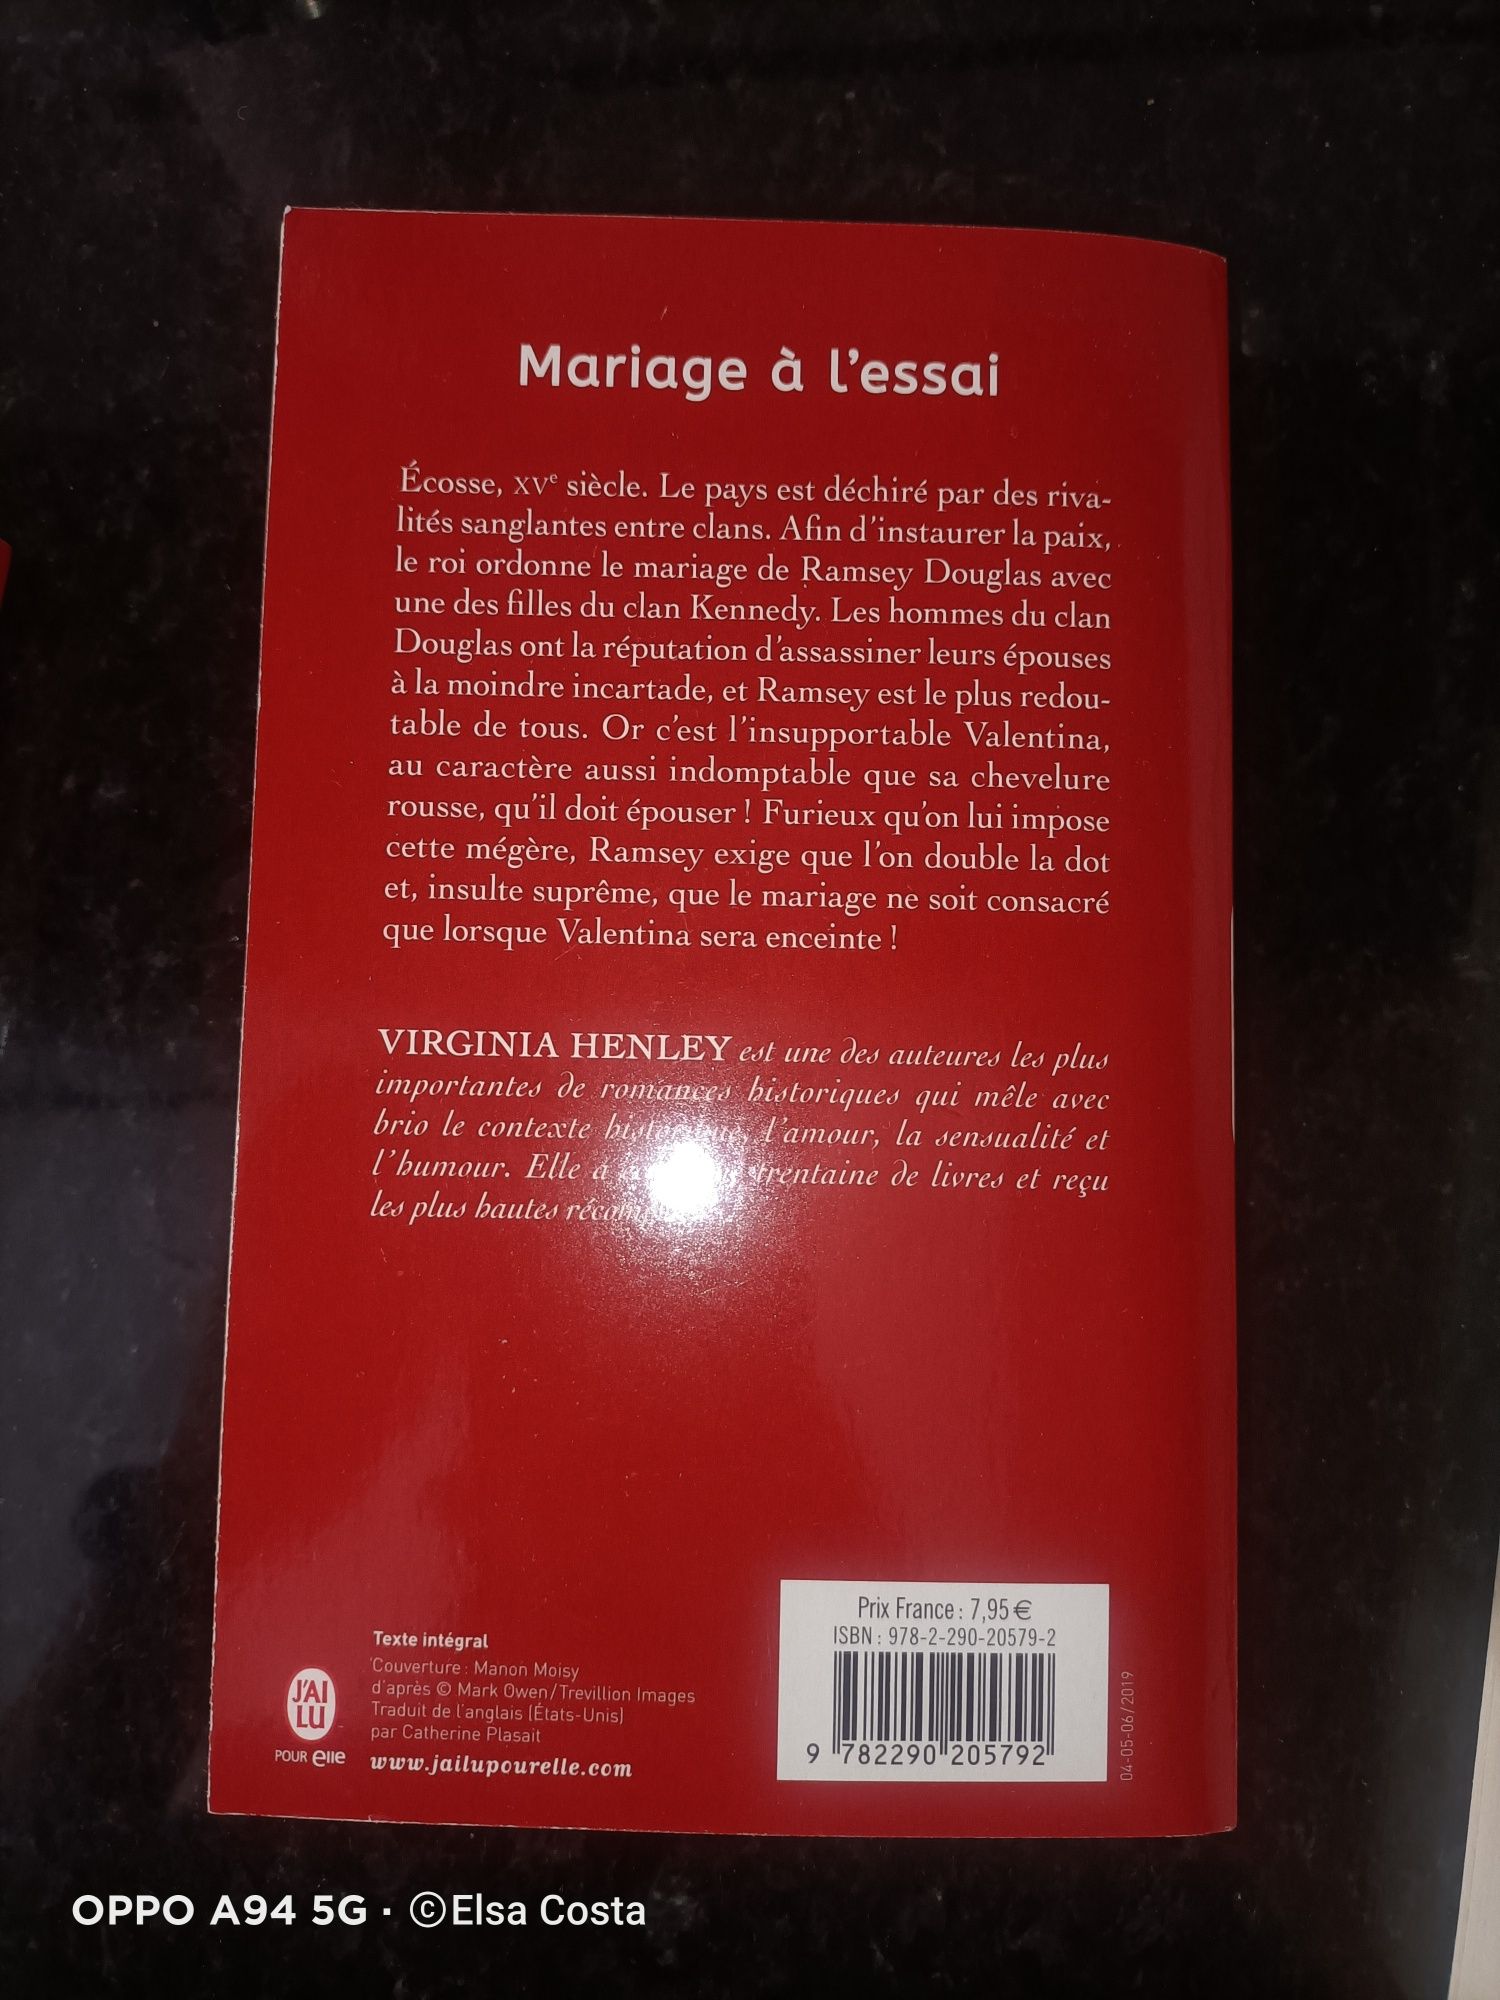 Mariage à l'essai
Écosse, XVe siècle. Le pays est déchiré par des riva-
lités sanglantes entre clans. Afin d'instaurer la paix,
le roi ordonne le mariage de Ramsey Douglas avec
une des filles du clan Kennedy. Les hommes du clan
Douglas ont la réputation d'assassiner leurs épouses
à la moindre incartade, et Ramsey est le plus redou-
table de tous. Or c'est l'insupportable Valentina,
au caractère aussi indomptable que sa chevelure
rousse, qu'il doit épouser ! Furieux qu'on lui impose
cette mégère, Ramsey exige que l'on double la dot
et, insulte suprême, que le mariage ne soit consacré
que lorsque Valentina sera enceinte !
VIRGINIA HENLEY est une des auteures les plus
importantes de romances historiques qui mêle avec
brio le contexte l'amour, la sensualité et
l'humour. Elle a trentaine de livres et reçu
les plus hautes
Prix France : 7,95 €
ISBN : 978-2-290-20579-2
9 782290 205792
04-05-06/2019
Texte intégral
Couverture : Manon Moisy
d'après © Mark Owen / Trevillion Images
Traduit de l'anglais (États-Unis)
par Catherine Plasait
www.jailupourelle.com
J'AI
LU
POUR elle
OPPO A94 5G · ©Elsa Costa